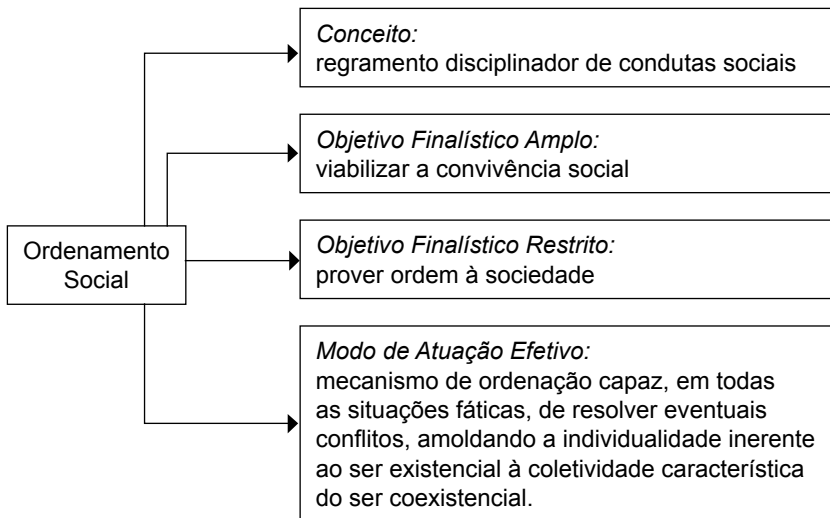 Conceito:
regramento disciplinador de condutas sociais
Objetivo Finalístico Amplo:
viabilizar a convivência social
Ordenamento
Social
Objetivo Finalístico Restrito:
prover ordem à sociedade
Modo de Atuação Efetivo:
mecanismo de ordenação capaz, em todas
as situações fáticas, de resolver eventuais
conflitos, amoldando a individualidade inerente
ao ser existencial à coletividade característica
do ser coexistencial.